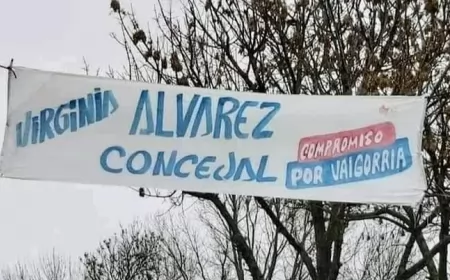 VIRGINIA ALVAREZ
CONCEJAL
COMPROMISO
POR VAIGORRIA